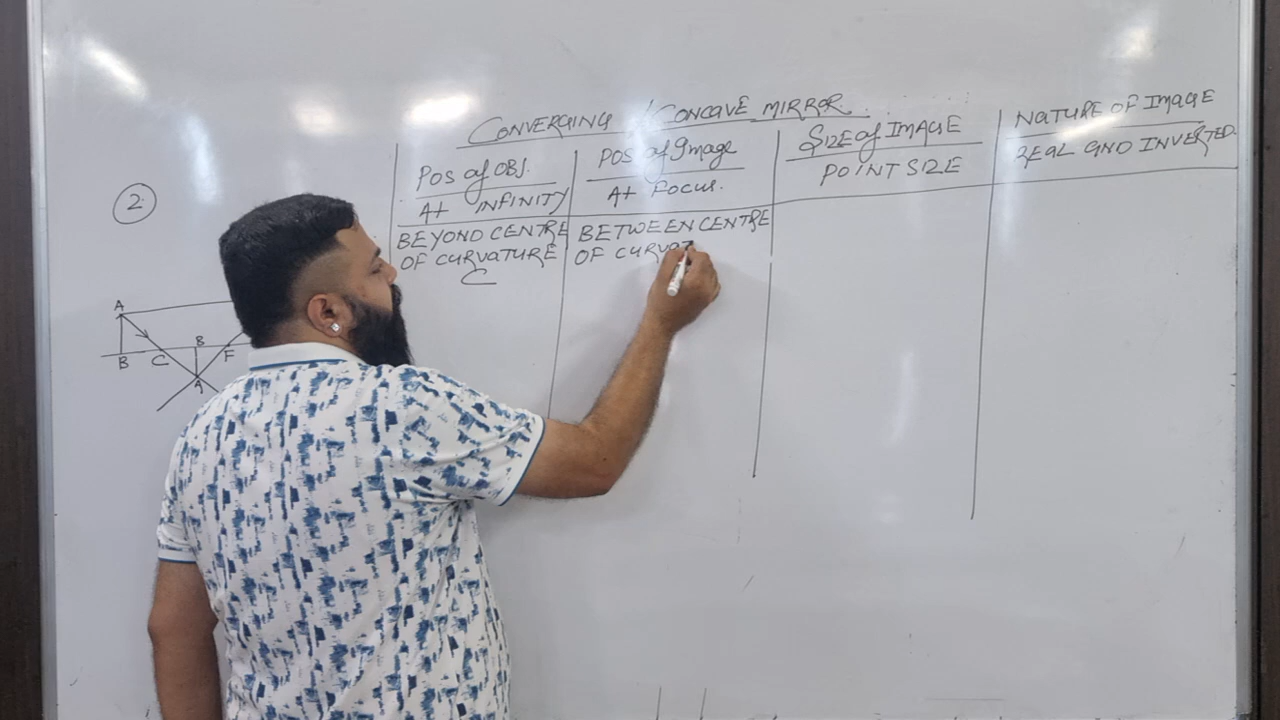 CONVERGING / CONCAVE MIRROR
POS of OBJ.
POS of Image
SIZE of IMAGE
NATURE OF IMAGE
At INFINITY
At FOCUS.
POINT SIZE
REAL AND INVERTED.
BEYOND CENTRE
OF CURVATURE
C
BETWEEN CENTRE
OF CURVAT
2
A
B
C
B
A
F